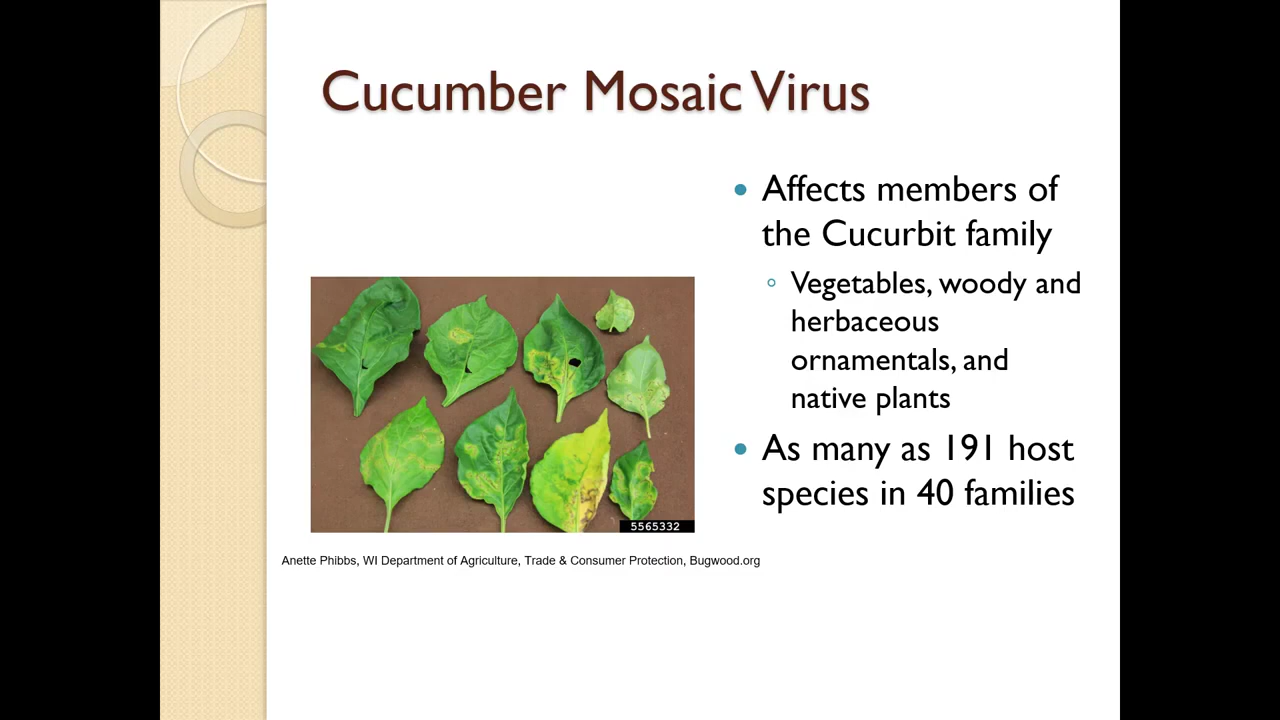 Cucumber Mosaic Virus
• Affects members of
the Cucurbit family
◦ Vegetables, woody and
herbaceous
ornamentals, and
native plants
• As many as 191 host
species in 40 families
5565332
Anette Phibbs, WI Department of Agriculture, Trade & Consumer Protection, Bugwood.org